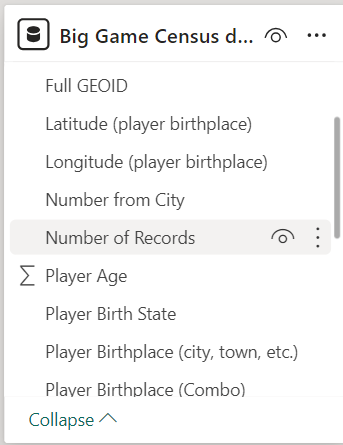 Big Game Census d...
Full GEOID
Latitude (player birthplace)
Longitude (player birthplace)
Number from City
Number of Records
Player Age
Player Birth State
Player Birthplace (city, town, etc.)
Player Birthplace (Combo)
Collapse